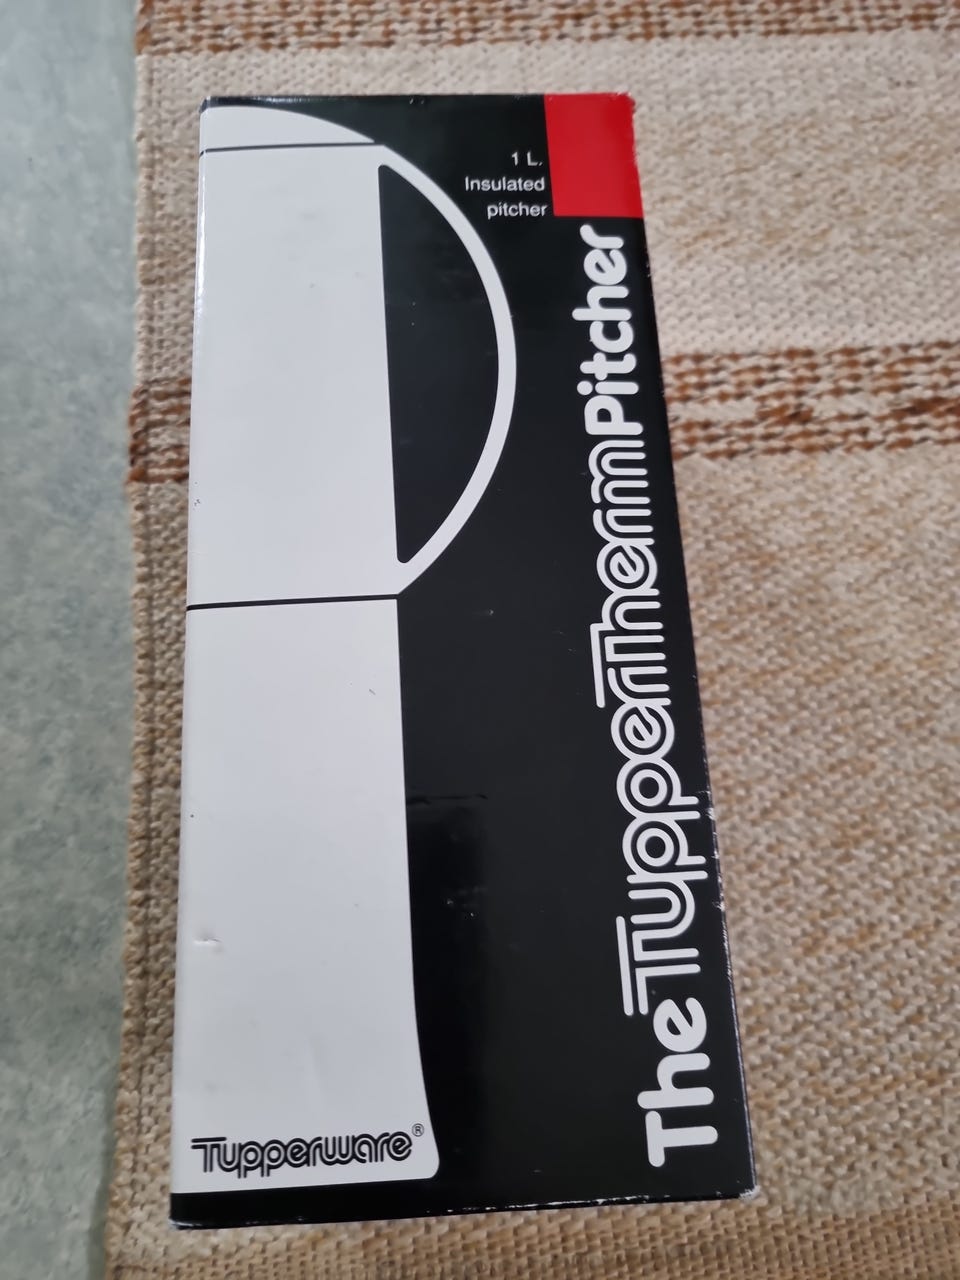 1 L.
Insulated
pitcher
The TupperTherm Pitcher
Tupperware®